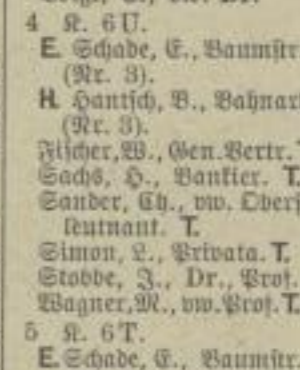 4 K. 6 U.
E. Schade, E., Baumstr
(Nr. 3).
H. Hantsch, B., Bahnar
(Nr. 3).
Fischer, W., Gen.Vertr. T
Sachs, H., Bankier. T.
Sander, Th., vw. Obers
leutnant. T.
Simon, L., Privata. T.
Stobbe, J., Dr., Prof.
Wagner, M., vw. Prof. T.
5 K. 6 T.
E. Schade, E., Baumstr.